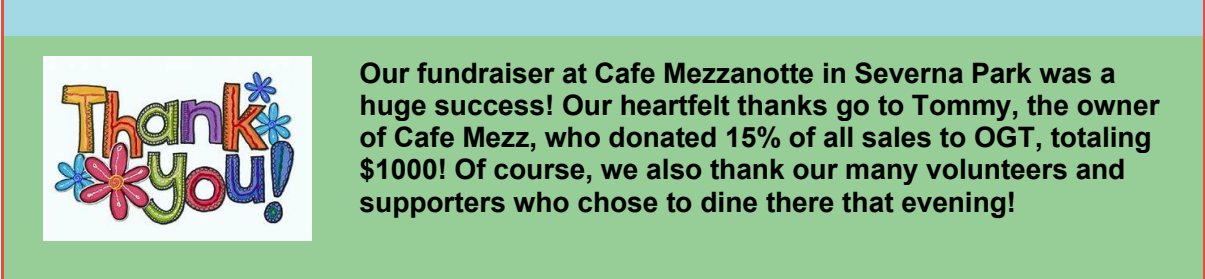 Thank
you!
Our fundraiser at Cafe Mezzanotte in Severna Park was a
huge success! Our heartfelt thanks go to Tommy, the owner
of Cafe Mezz, who donated 15% of all sales to OGT, totaling
$1000! Of course, we also thank our many volunteers and
supporters who chose to dine there that evening!